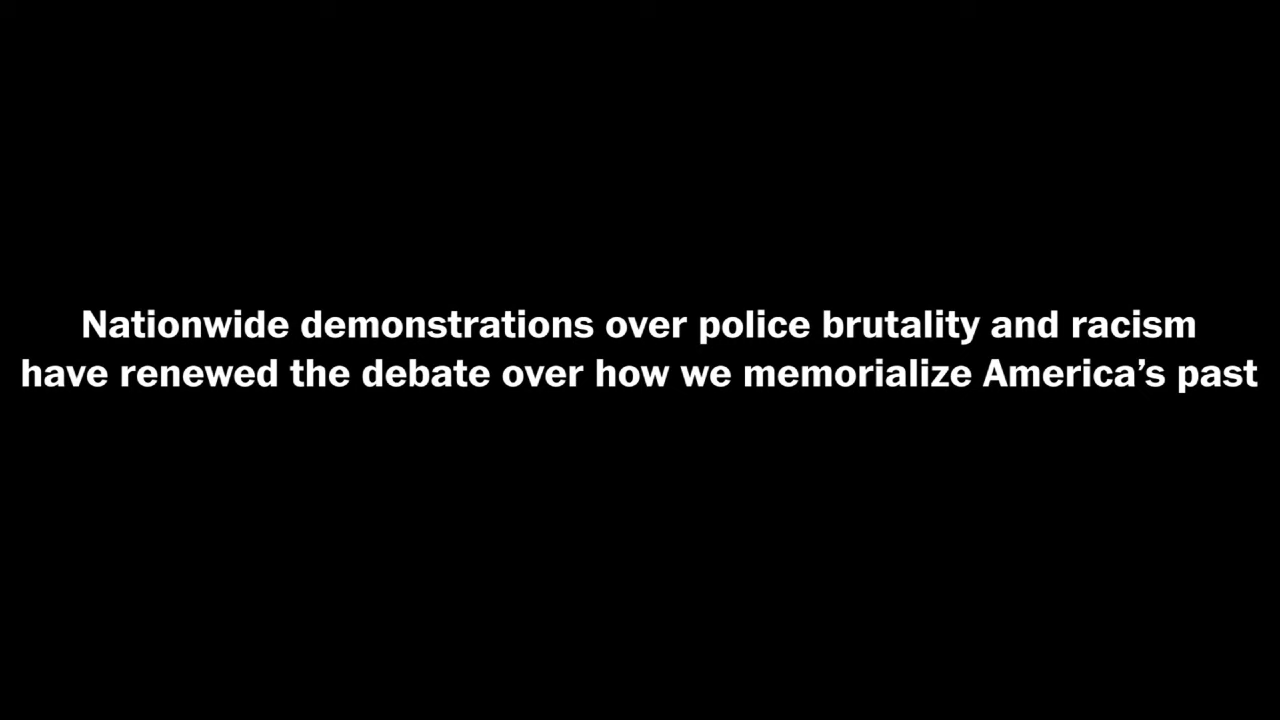 Nationwide demonstrations over police brutality and racism
have renewed the debate over how we memorialize America’s past